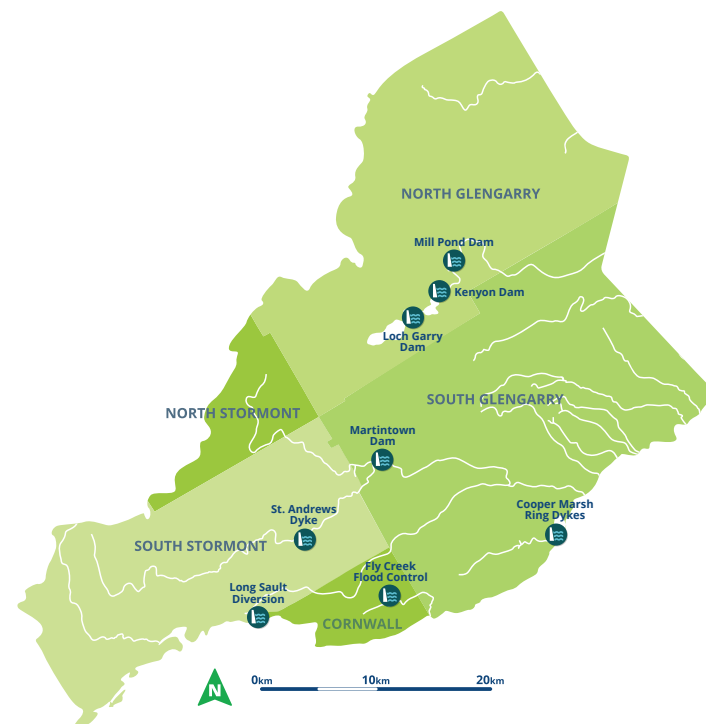 NORTH GLENGARRY
Mill Pond Dam
Kenyon Dam
Loch Garry
Dam
SOUTH GLENGARRY
NORTH STORMONT
Martintown
Dam
Cooper Marsh
Ring Dykes
St. Andrews
Dyke
SOUTH STORMONT
Fly Creek
Flood Control
Long Sault
Diversion
CORNWALL
N
0km 10km 20km